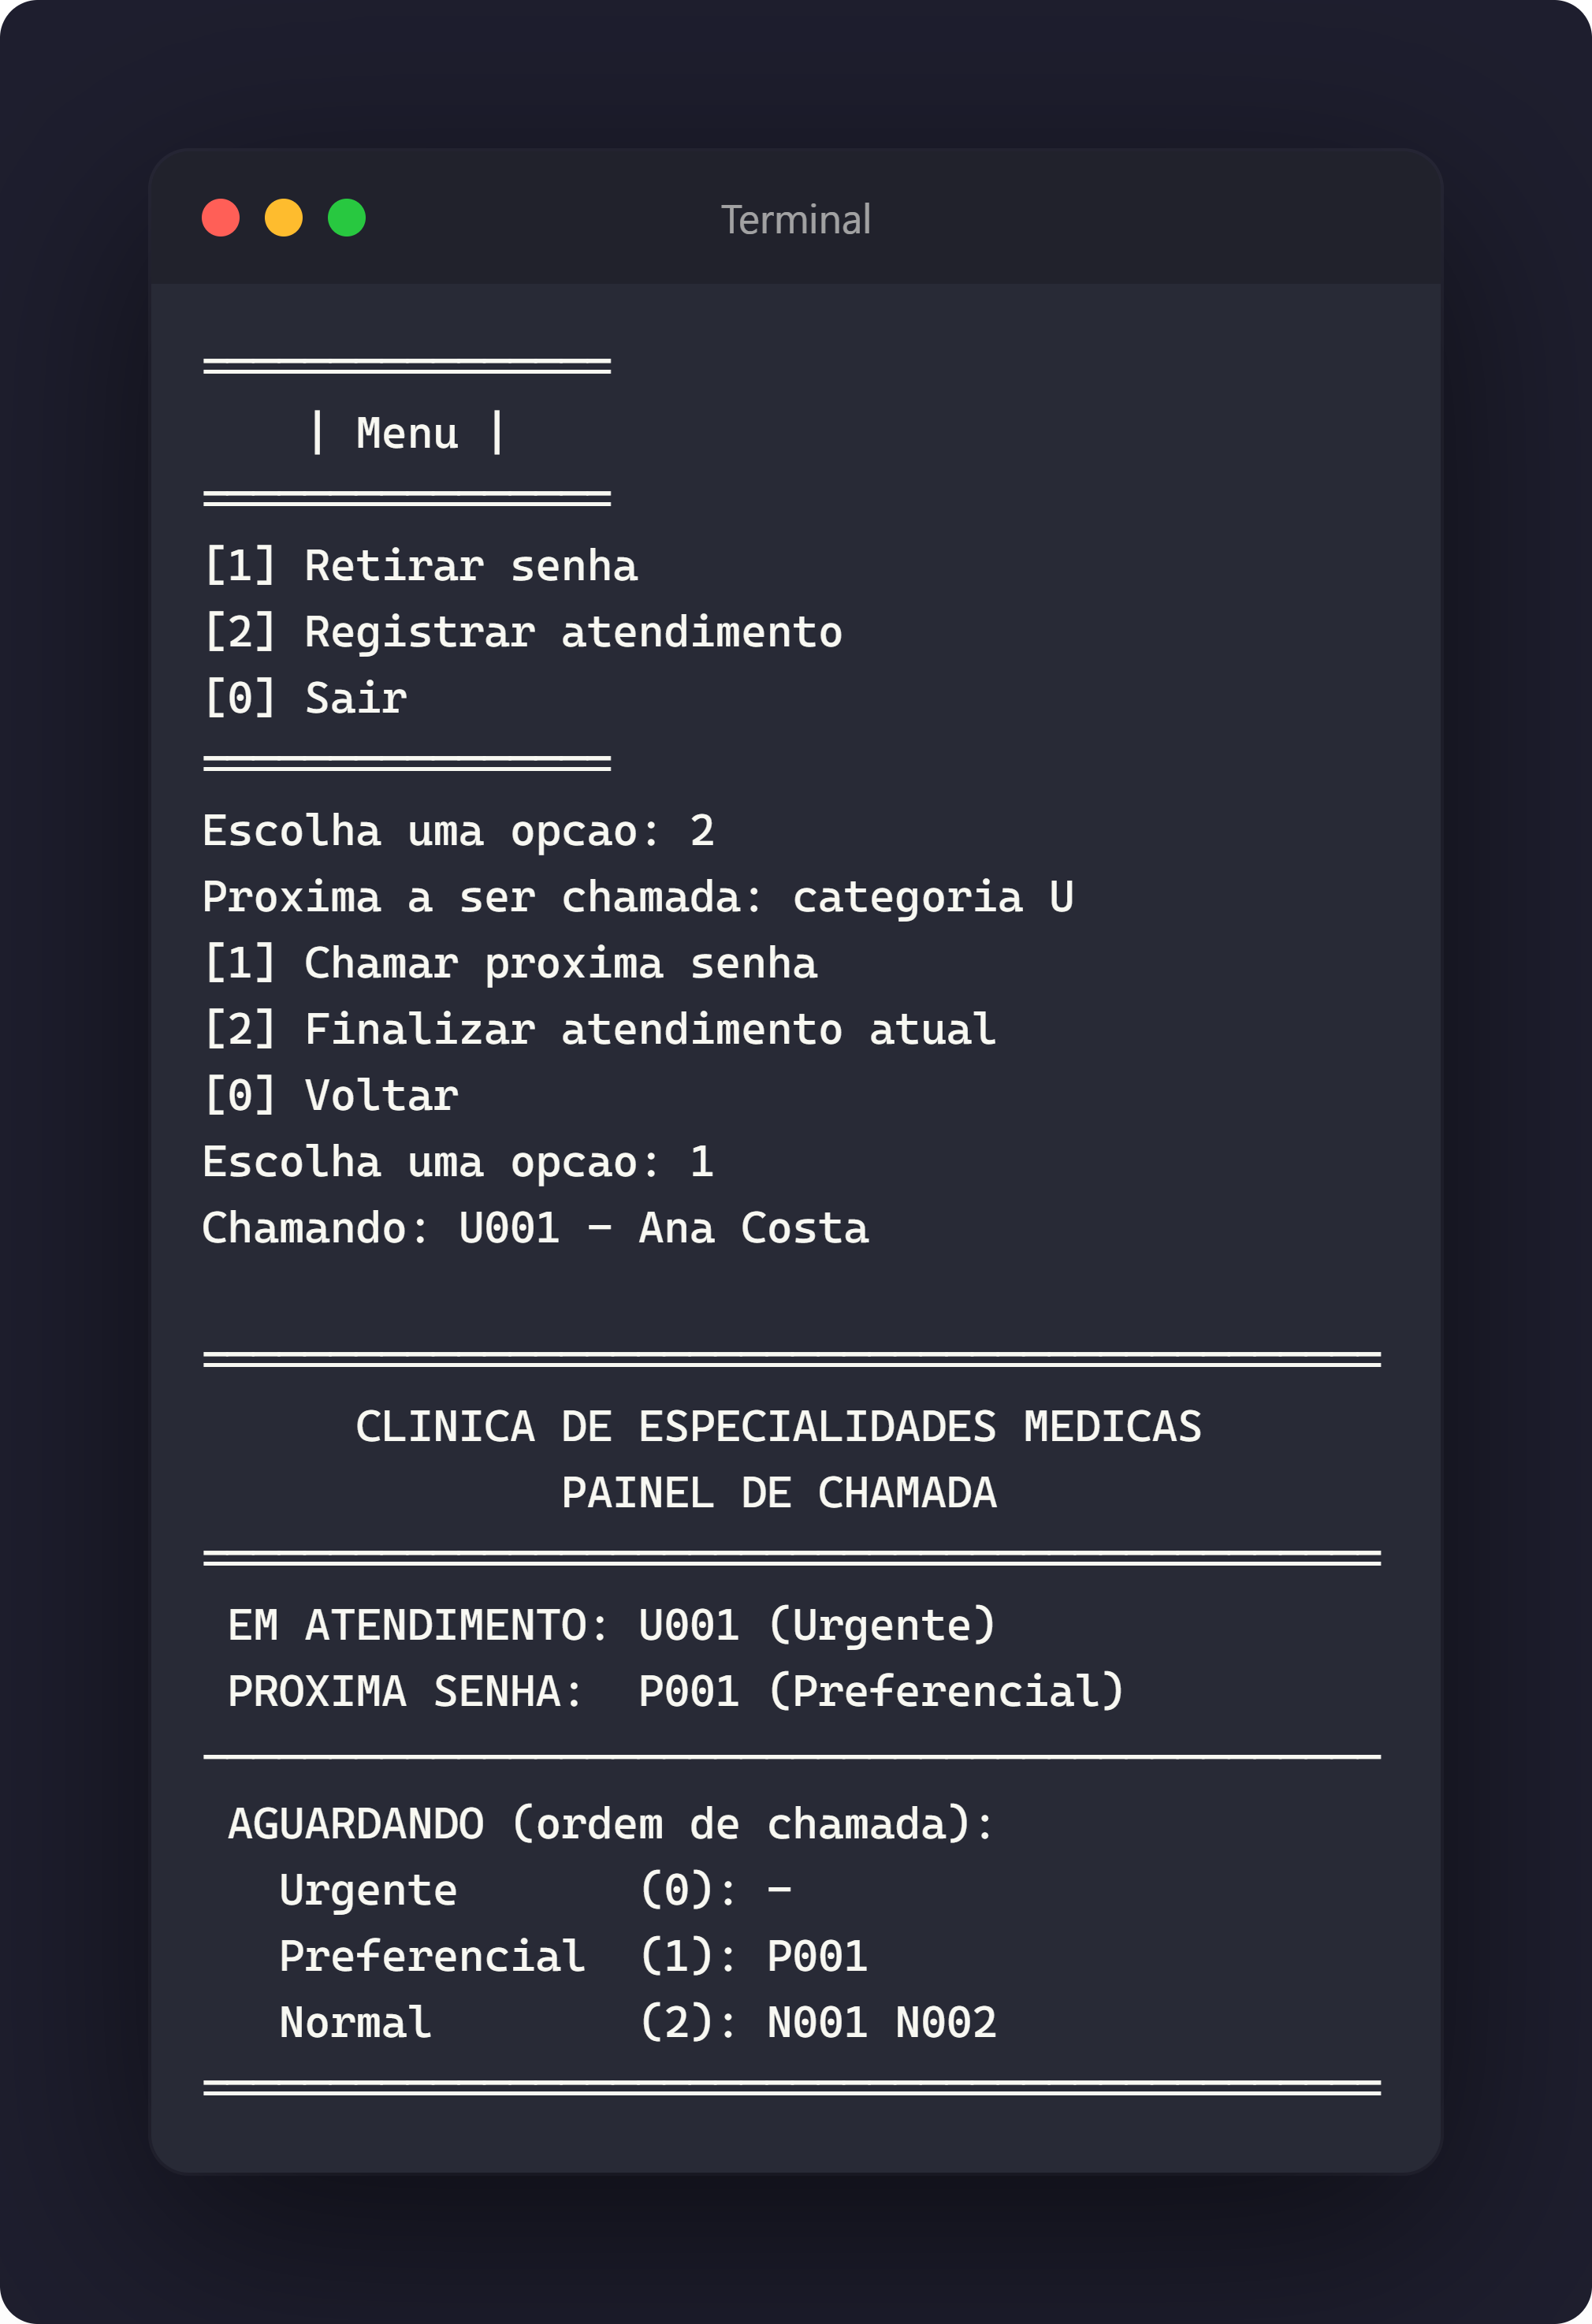 Terminal
================
    | Menu |
================
[1] Retirar senha
[2] Registrar atendimento
[0] Sair
================
Escolha uma opcao: 2
Proxima a ser chamada: categoria U
[1] Chamar proxima senha
[2] Finalizar atendimento atual
[0] Voltar
Escolha uma opcao: 1
Chamando: U001 - Ana Costa

==============================================
      CLINICA DE ESPECIALIDADES MEDICAS
              PAINEL DE CHAMADA
==============================================
 EM ATENDIMENTO: U001 (Urgente)
 PROXIMA SENHA:  P001 (Preferencial)
----------------------------------------------
 AGUARDANDO (ordem de chamada):
   Urgente       (0): -
   Preferencial  (1): P001
   Normal        (2): N001 N002
==============================================